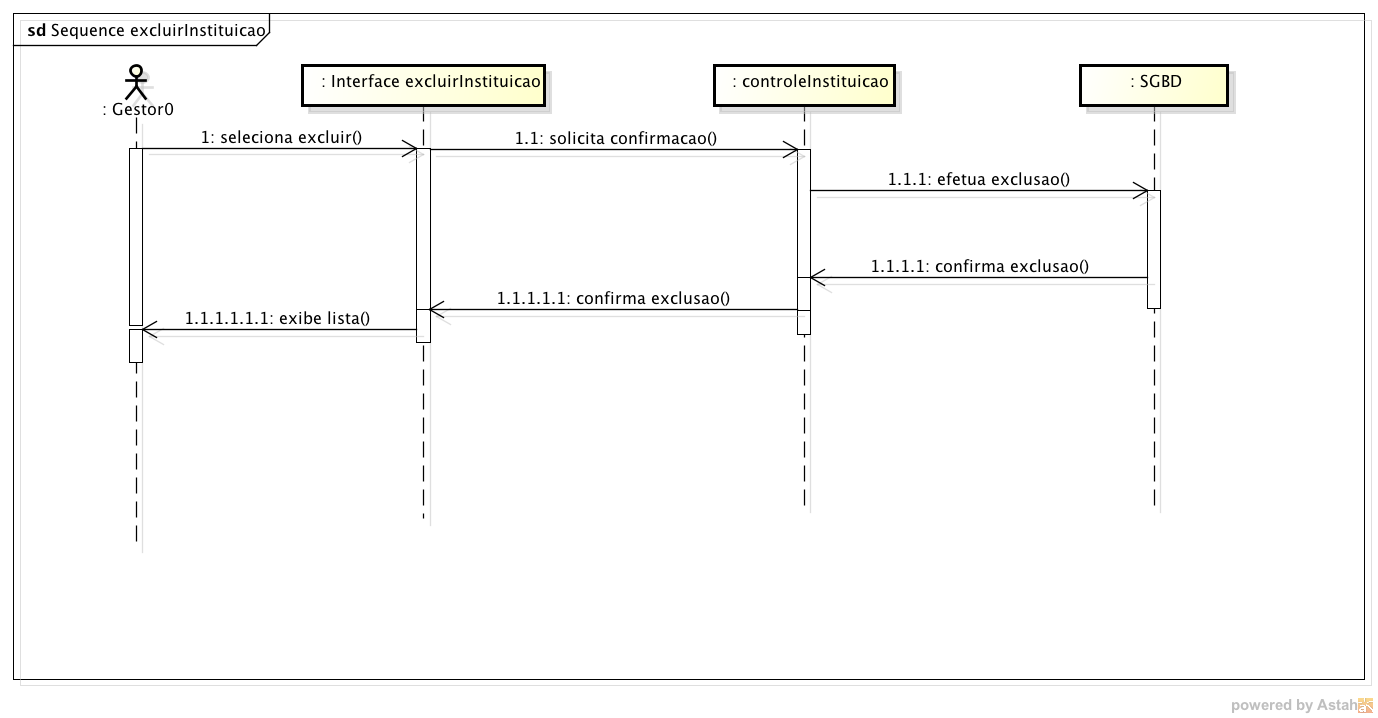 sd Sequence excluirInstituicao
: Gestor0
: Interface excluirInstituicao
: controleInstituicao
: SGBD
1: seleciona excluir()
1.1: solicita confirmacao()
1.1.1: efetua exclusao()
1.1.1.1: confirma exclusao()
1.1.1.1.1: confirma exclusao()
1.1.1.1.1.1: exibe lista()
powered by Astah